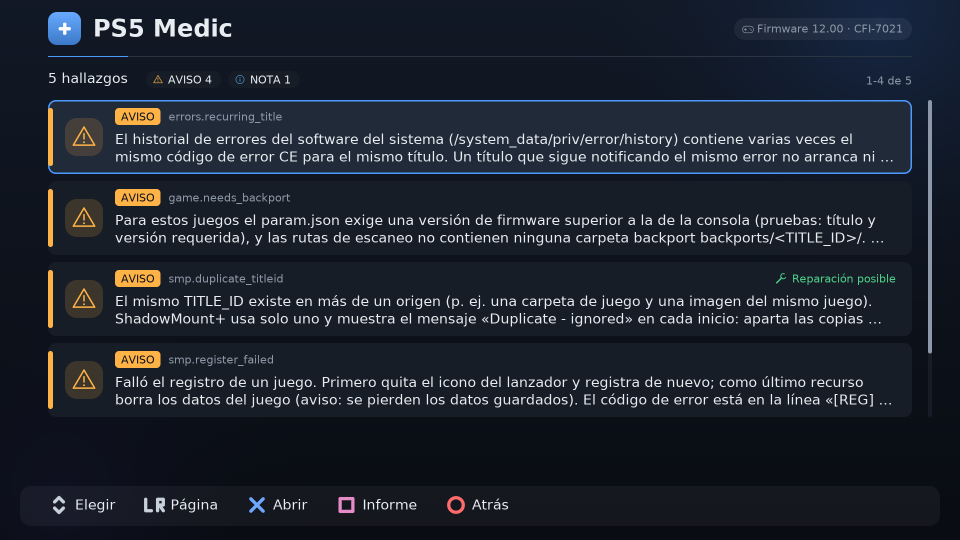 PS5 Medic
Firmware 12.00 · CFI-7021
5 hallazgos
AVISO 4
NOTA 1
1-4 de 5
AVISO errors.recurring_title
El historial de errores del software del sistema (/system_data/priv/error/history) contiene varias veces el
mismo código de error CE para el mismo título. Un título que sigue notificando el mismo error no arranca ni ...
AVISO game.needs_backport
Para estos juegos el param.json exige una versión de firmware superior a la de la consola (pruebas: título y
versión requerida), y las rutas de escaneo no contienen ninguna carpeta backport backports/<TITLE_ID>/. ...
AVISO smp.duplicate_titleid
Reparación posible
El mismo TITLE_ID existe en más de un origen (p. ej. una carpeta de juego y una imagen del mismo juego).
ShadowMount+ usa solo uno y muestra el mensaje «Duplicate - ignored» en cada inicio: aparta las copias ...
AVISO smp.register_failed
Falló el registro de un juego. Primero quita el icono del lanzador y registra de nuevo; como último recurso
borra los datos del juego (aviso: se pierden los datos guardados). El código de error está en la línea «[REG] ...
Elegir
LR Página
Abrir
Informe
Atrás